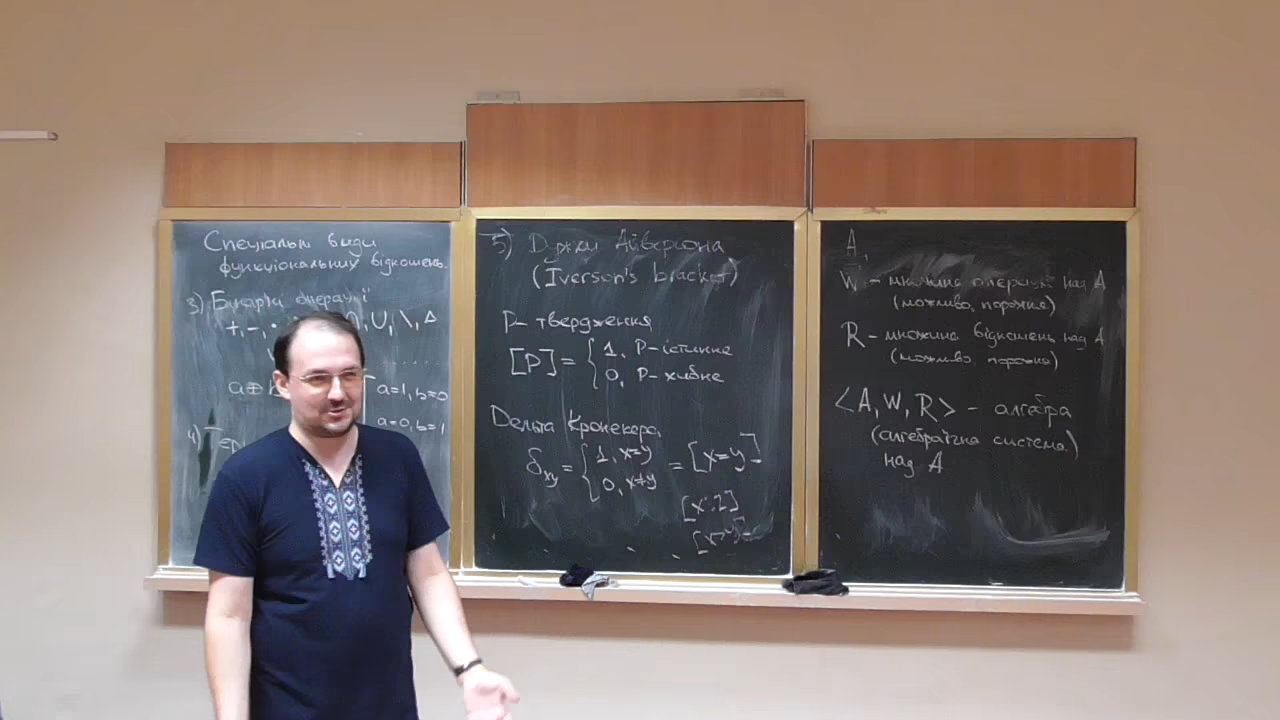 Спеціальні види
функціональних відношень.
3) Бінарні операції
+, -, ∩, ∪, \, Δ
a⊕
a=1, b=0
a=0, b=1
4)
5) Дужки Айверсона
(Iverson's bracket)
P - твердження
[P] = { 1, P - істинне
0, P - хибне
Дельта Кронекера
δxy = { 1, x=y = [x=y]
0, x≠y
[x⋮2]
[x>y]
A,
W - множина операцій над A
(можливо, порожня)
R - множина відношень над A
(можливо порожня)
<A, W, R> - алгебра
(алгебраїчна система)
над A